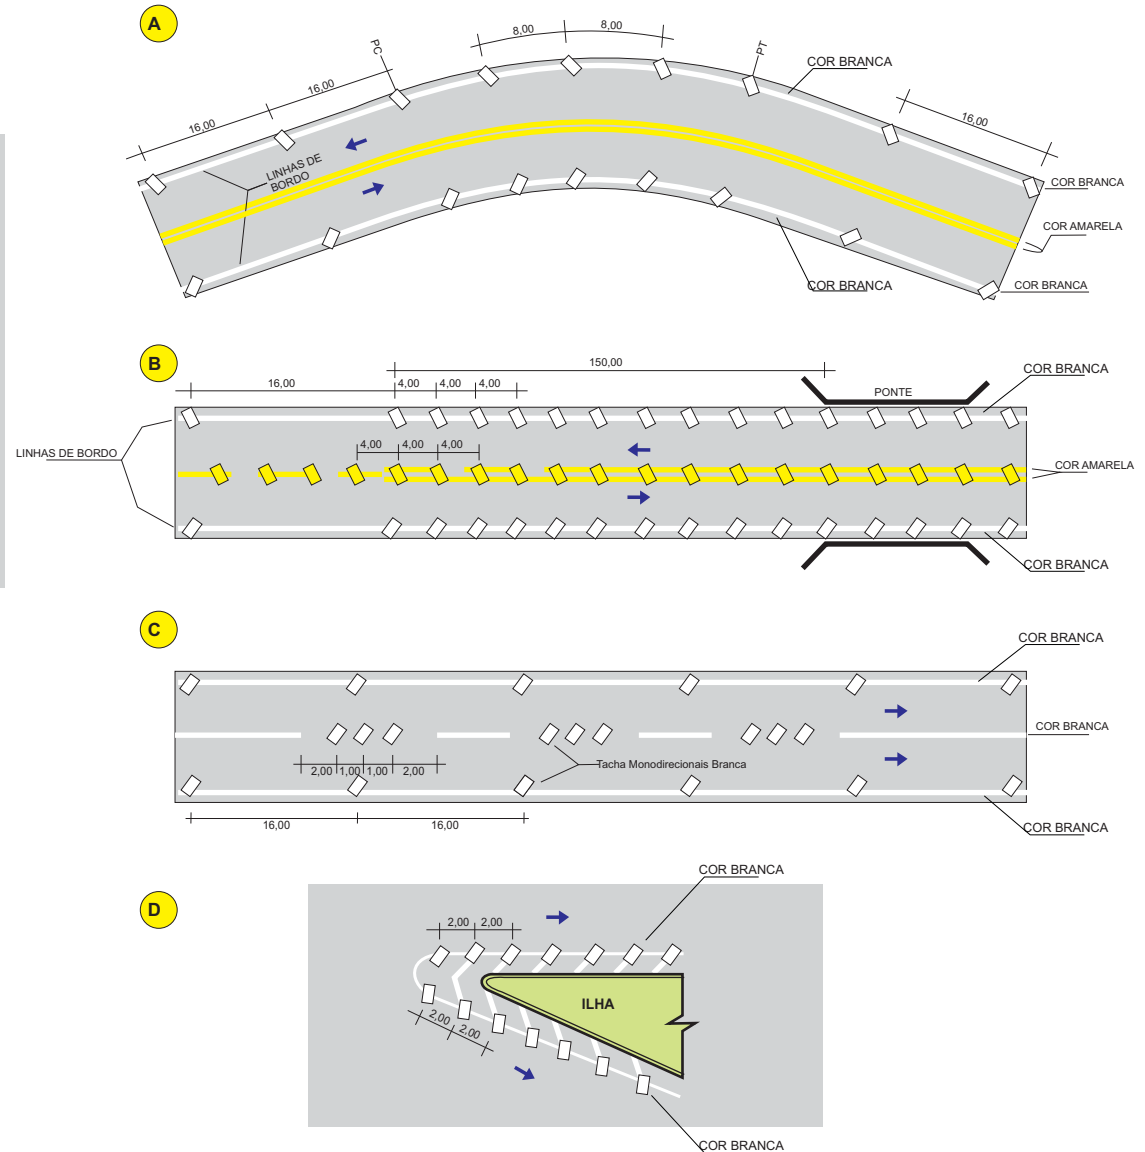 A
8,00
8,00
PC
PT
COR BRANCA
16,00
16,00
16,00
LINHAS DE
BORDO
COR BRANCA
COR AMARELA
COR BRANCA
COR BRANCA
B
150,00
16,00
4,00
4,00
4,00
PONTE
COR BRANCA
4,00
4,00
4,00
LINHAS DE BORDO
COR AMARELA
COR BRANCA
C
COR BRANCA
COR BRANCA
2,00
1,00
1,00
2,00
Tacha Monodirecionais Branca
16,00
16,00
COR BRANCA
D
COR BRANCA
2,00
2,00
ILHA
2,00
2,00
COR BRANCA